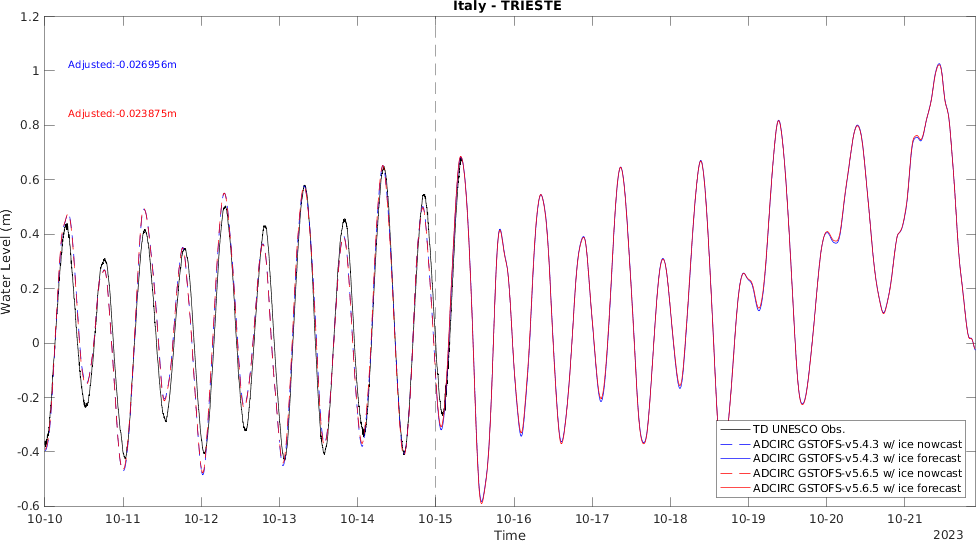 Italy - TRIESTE
1.2
1
0.8
0.6
0.4
0.2
0
-0.2
-0.4
-0.6
Water Level (m)
Adjusted:-0.026956m
Adjusted:-0.023875m
TD UNESCO Obs.
ADCIRC GSTOFS-v5.4.3 w/ ice nowcast
ADCIRC GSTOFS-v5.4.3 w/ ice forecast
ADCIRC GSTOFS-v5.6.5 w/ ice nowcast
ADCIRC GSTOFS-v5.6.5 w/ ice forecast
10-10 10-11 10-12 10-13 10-14 10-15 10-16 10-17 10-18 10-19 10-20 10-21
Time
2023